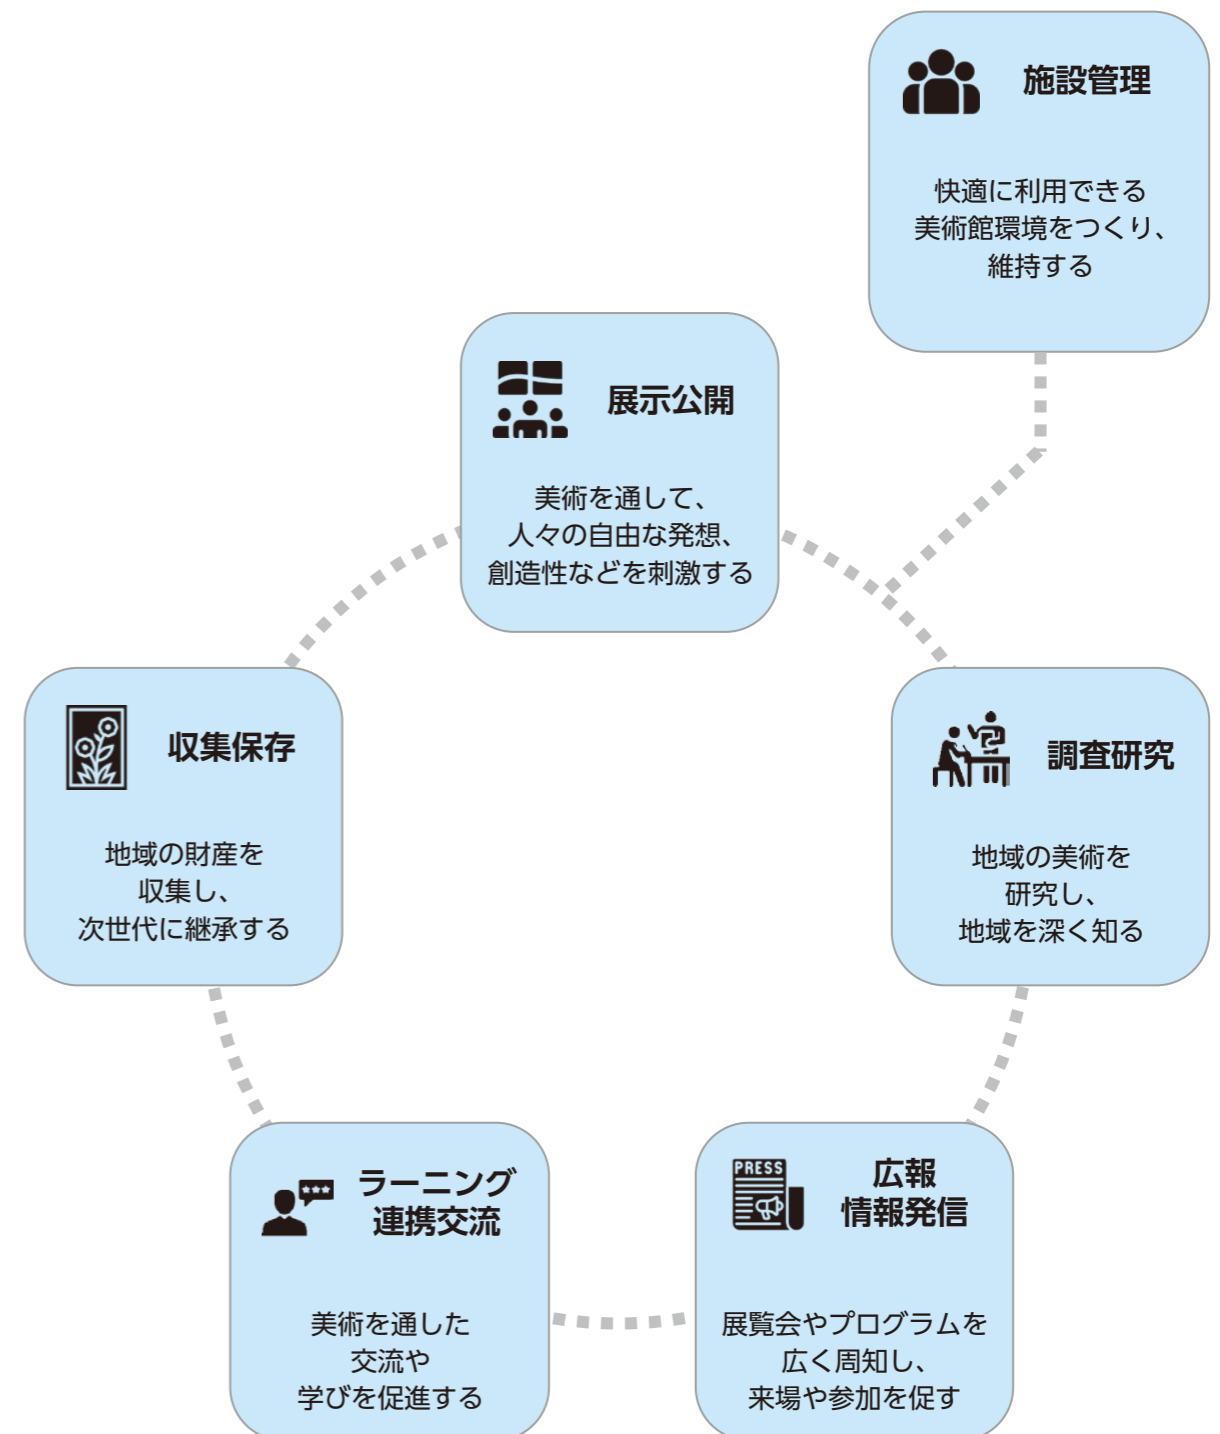 施設管理
快適に利用できる
美術館環境をつくり、
維持する
展示公開
美術を通して、
人々の自由な発想、
創造性などを刺激する
収集保存
地域の財産を
収集し、
次世代に継承する
調査研究
地域の美術を
研究し、
地域を深く知る
ラーニング
連携交流
美術を通した
交流や
学びを促進する
PRESS
広報
情報発信
展覧会やプログラムを
広く周知し、
来場や参加を促す